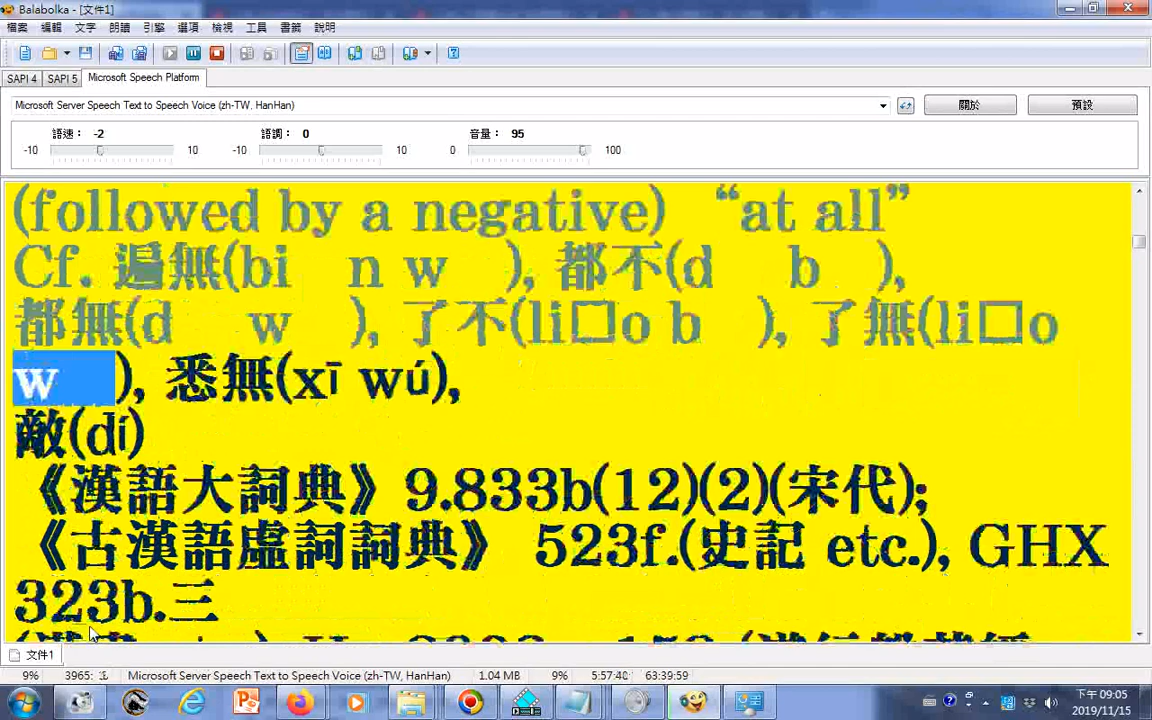 Balabolka - [文件1]
檔案 編輯 文字 朗讀 引擎 選項 檢視 工具 書籤 說明
SAPI 4 SAPI 5 Microsoft Speech Platform
Microsoft Server Speech Text to Speech Voice (zh-TW, HanHan) 關於 預設
語速： -2 語調： 0 音量： 95
-10 10 -10 10 0 100
(followed by a negative) “at all”
Cf. 遍無(bi n w ), 都不(d b ),
都無(d w ), 了不(li□o b ), 了無(li□o
w ), 悉無(xī wú),
敵(dí)
《漢語大詞典》 9.833b(12)(2)(宋代);
《古漢語虛詞詞典》 523f.(史記 etc.), GHX
323b.三
文件1
9% 3965: Microsoft Server Speech Text to Speech Voice (zh-TW, HanHan) 1.04 MB 9% 5:57:40 63:39:59
下午 09:05
2019/11/15